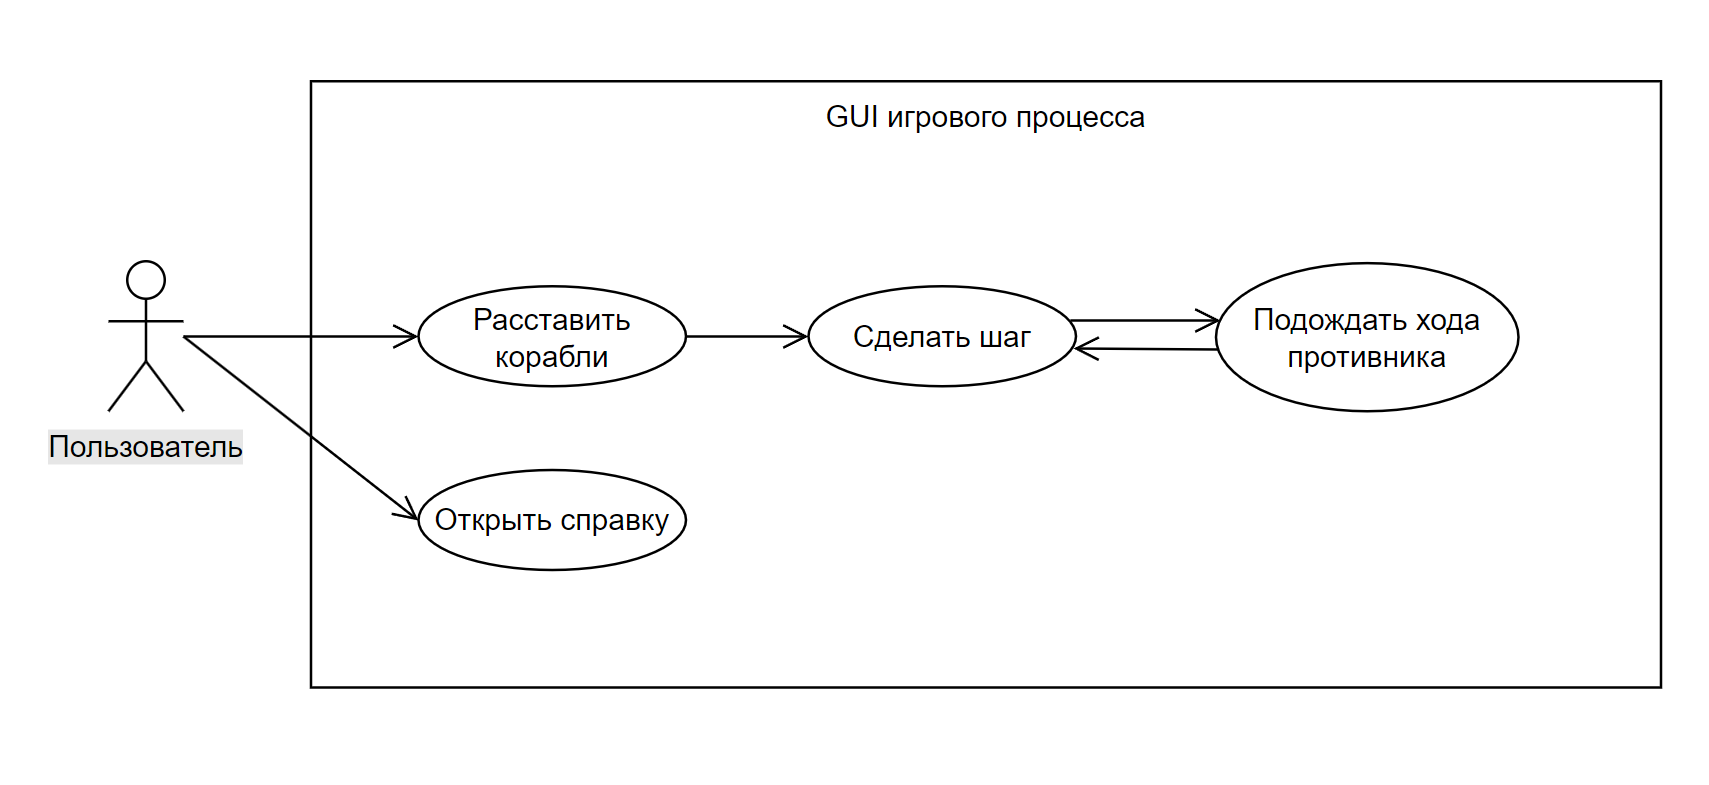 GUI игрового процесса
Расставить
корабли
Сделать шаг
Подождать хода
противника
Пользователь
Открыть справку